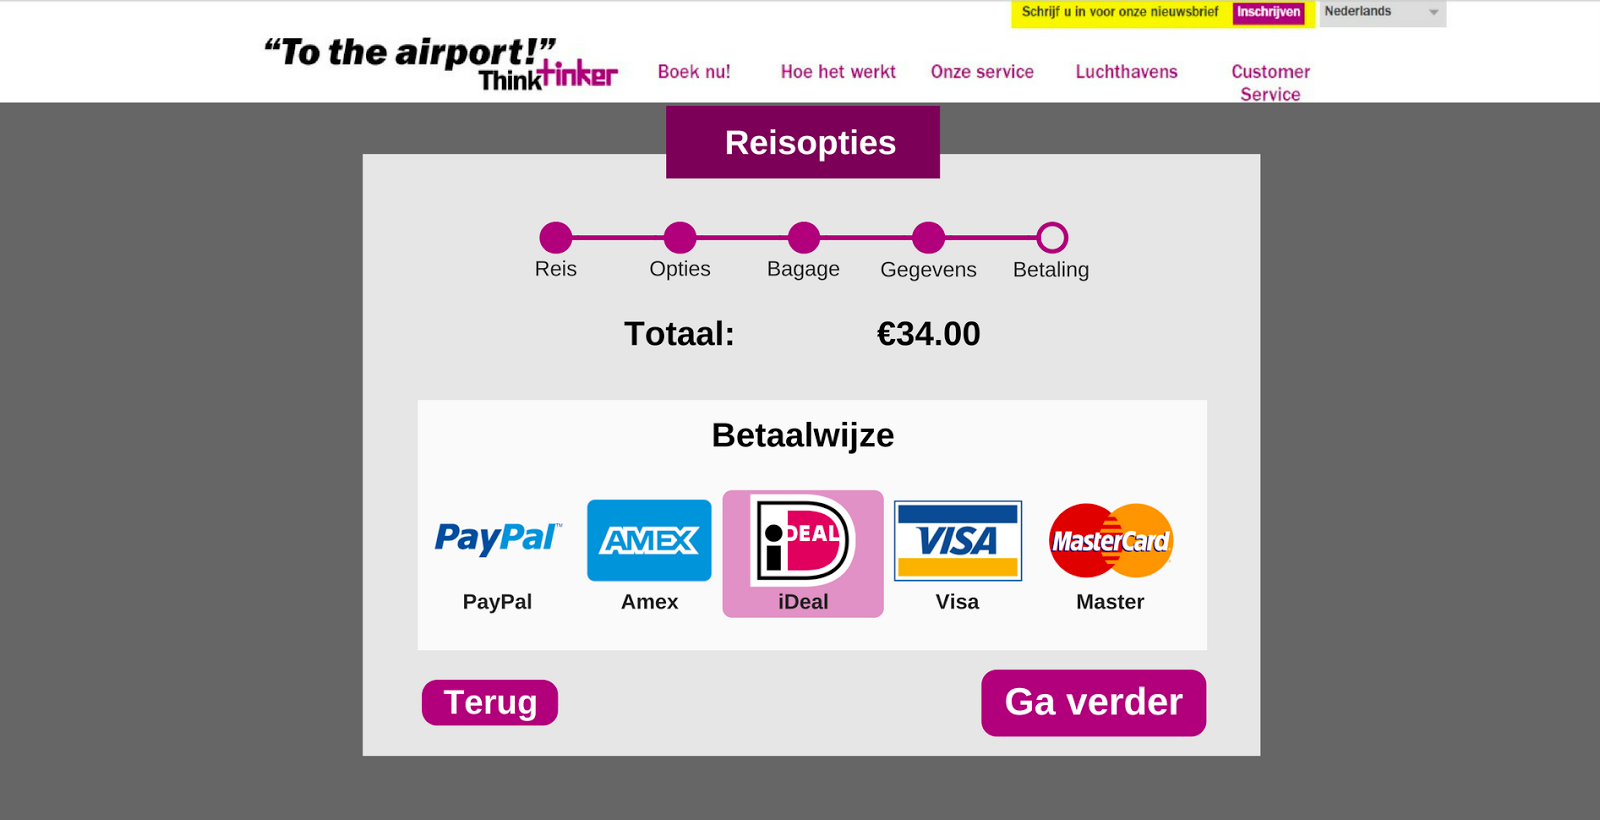 Schrijf u in voor onze nieuwsbrief Inschrijven Nederlands
“To the airport!”
Thinktinker
Boek nu! Hoe het werkt Onze service Luchthavens Customer Service
Reisopties
Reis Opties Bagage Gegevens Betaling
Totaal: €34.00
Betaalwijze
PayPal™ AMEX iDEAL VISA MasterCard
PayPal Amex iDeal Visa Master
Terug Ga verder